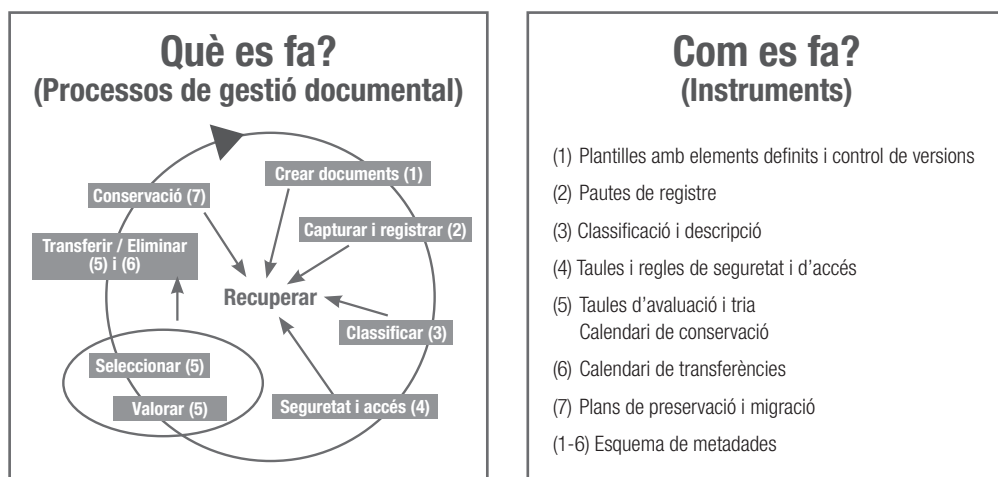 Què es fa?
(Processos de gestió documental)
Crear documents (1)
Conservació (7)
Capturar i registrar (2)
Transferir / Eliminar
(5) i (6)
Recuperar
Classificar (3)
Seleccionar (5)
Valorar (5)
Seguretat i accés (4)
Com es fa?
(Instruments)
(1) Plantilles amb elements definits i control de versions
(2) Pautes de registre
(3) Classificació i descripció
(4) Taules i regles de seguretat i d’accés
(5) Taules d’avaluació i tria
Calendari de conservació
(6) Calendari de transferències
(7) Plans de preservació i migració
(1-6) Esquema de metadades